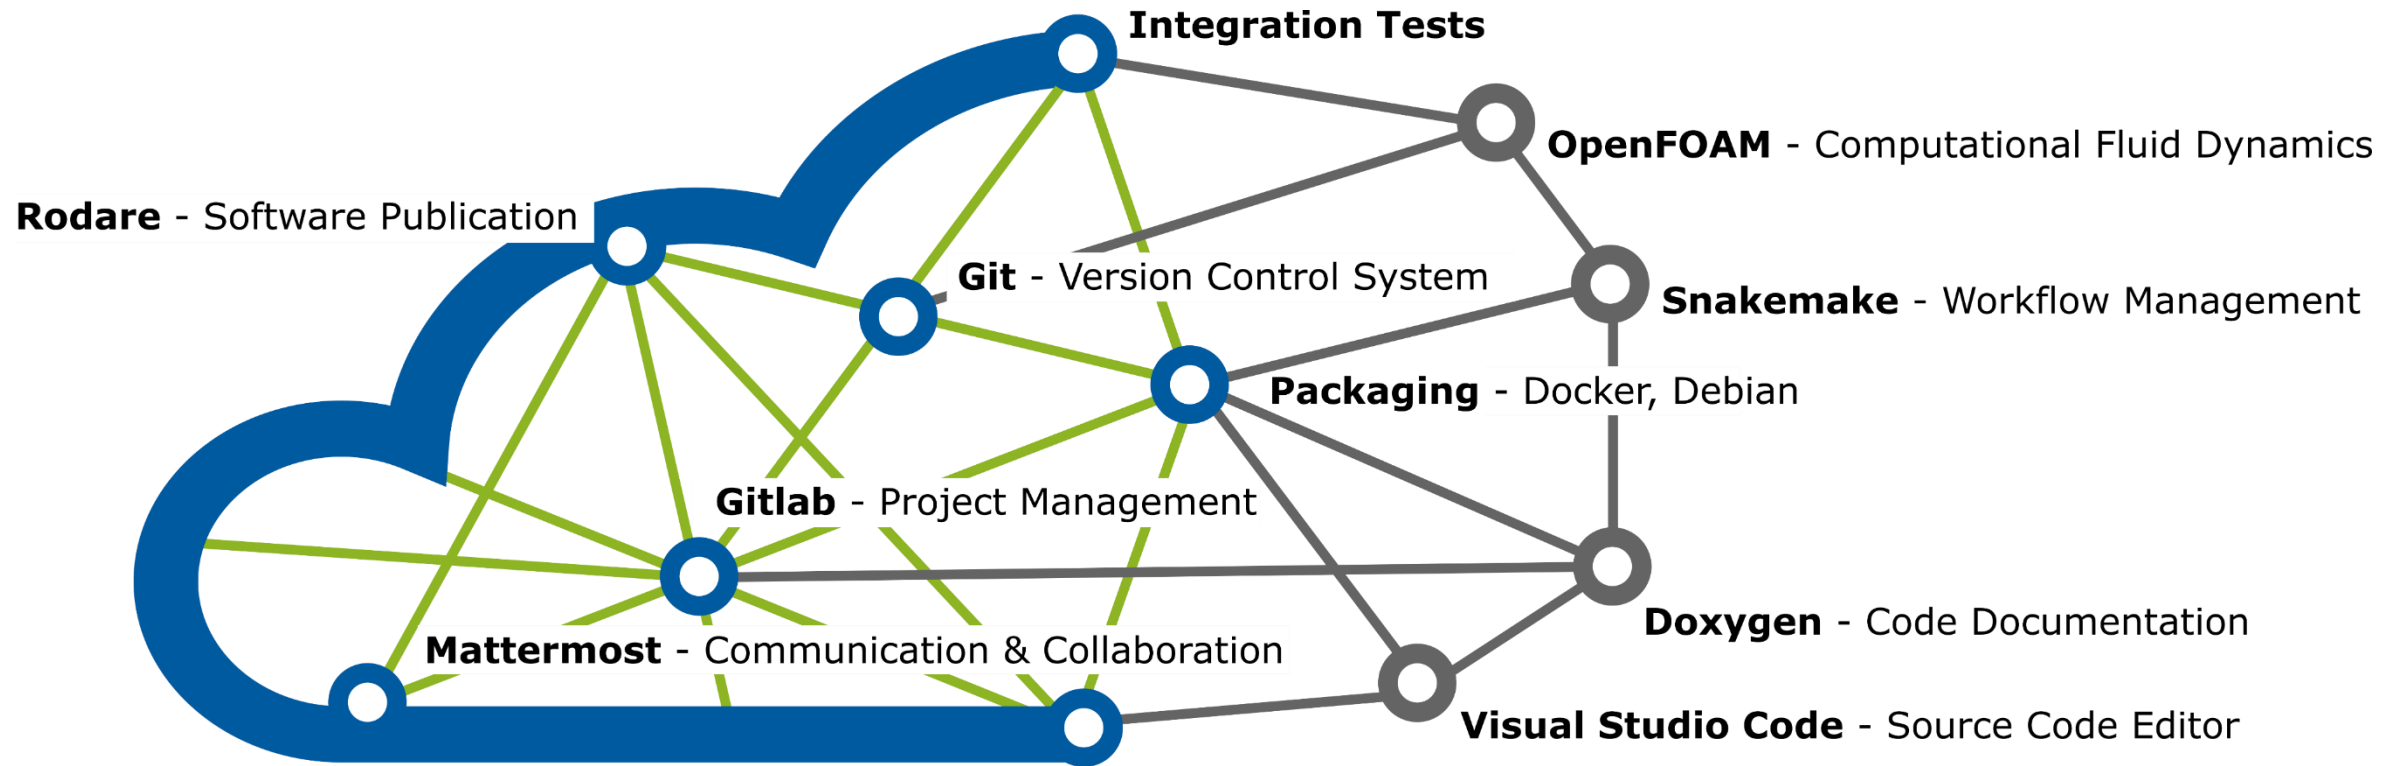 Integration Tests
OpenFOAM - Computational Fluid Dynamics
Rodare - Software Publication
Git - Version Control System
Snakemake - Workflow Management
Packaging - Docker, Debian
Gitlab - Project Management
Doxygen - Code Documentation
Mattermost - Communication & Collaboration
Visual Studio Code - Source Code Editor